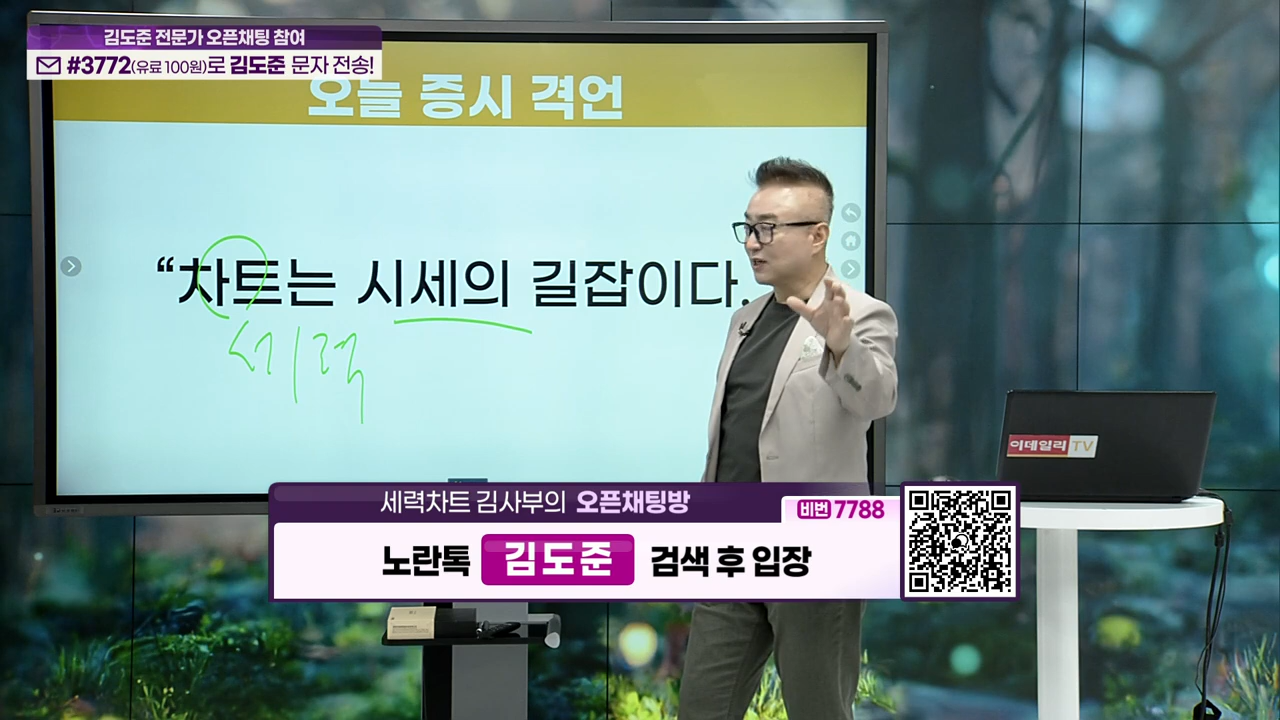 김도준 전문가 오픈채팅 참여
#3772(유료 100원)로 김도준 문자 전송!
오늘 증시 격언
“차트는 시세의 길잡이다.
세력
이데일리 TV
세력차트 김사부의 오픈채팅방
비번 7788
노란톡 김도준 검색 후 입장